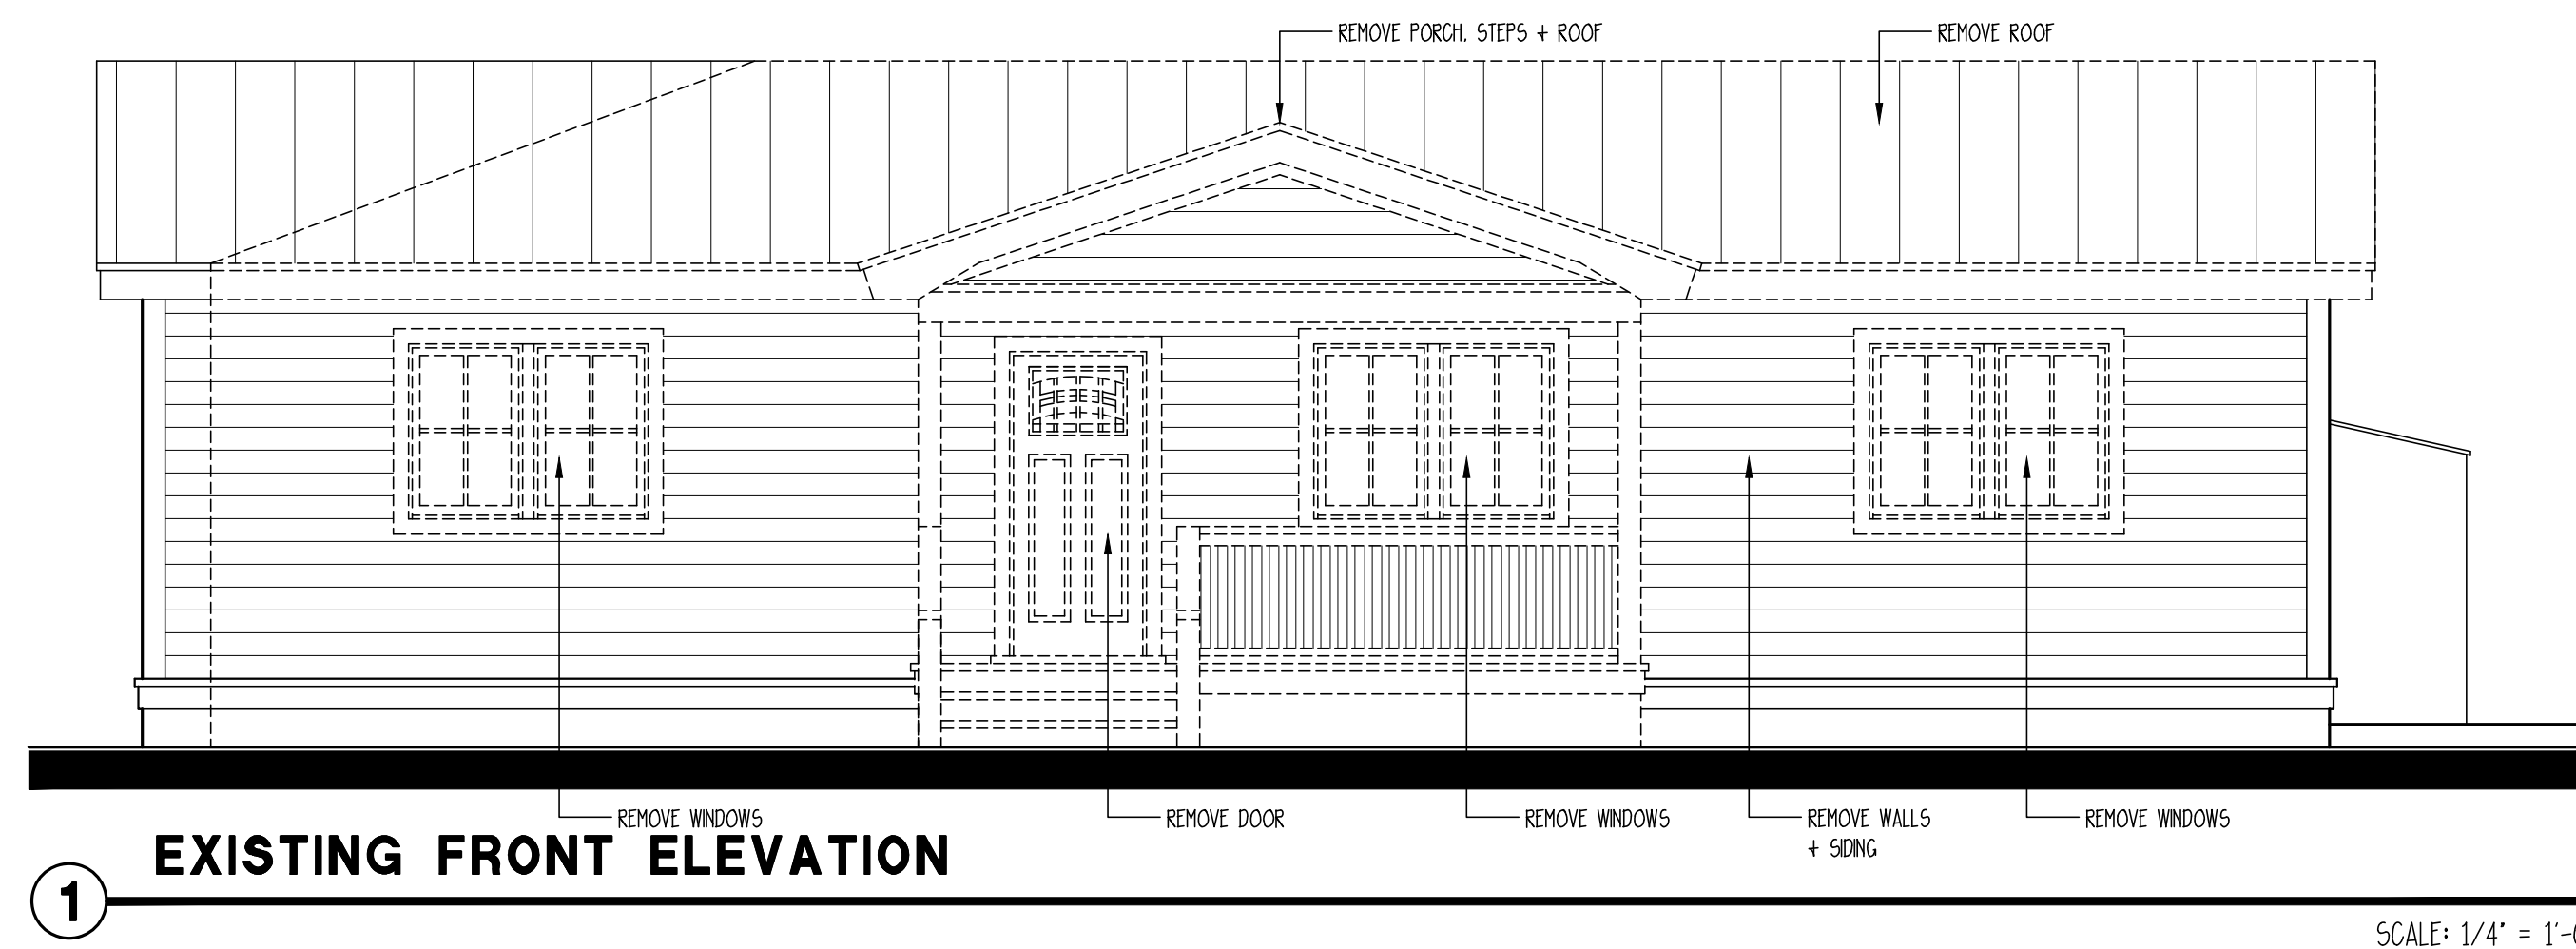 REMOVE PORCH, STEPS + ROOF
REMOVE ROOF
REMOVE WINDOWS
REMOVE DOOR
REMOVE WINDOWS
REMOVE WALLS
+ SIDING
REMOVE WINDOWS
EXISTING FRONT ELEVATION
1
SCALE: 1/4" = 1'-